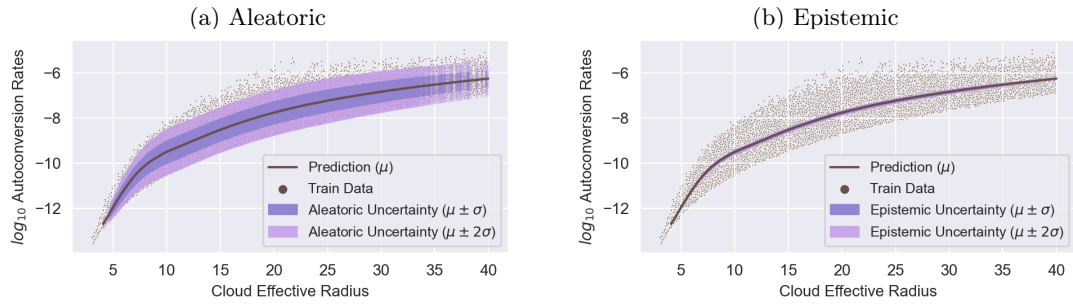 (a) Aleatoric
log10 Autoconversion Rates
−6
−8
−10
−12
Prediction (μ)
Train Data
Aleatoric Uncertainty (μ ± σ)
Aleatoric Uncertainty (μ ± 2σ)
5 10 15 20 25 30 35 40
Cloud Effective Radius
(b) Epistemic
log10 Autoconversion Rates
−6
−8
−10
−12
Prediction (μ)
Train Data
Epistemic Uncertainty (μ ± σ)
Epistemic Uncertainty (μ ± 2σ)
5 10 15 20 25 30 35 40
Cloud Effective Radius